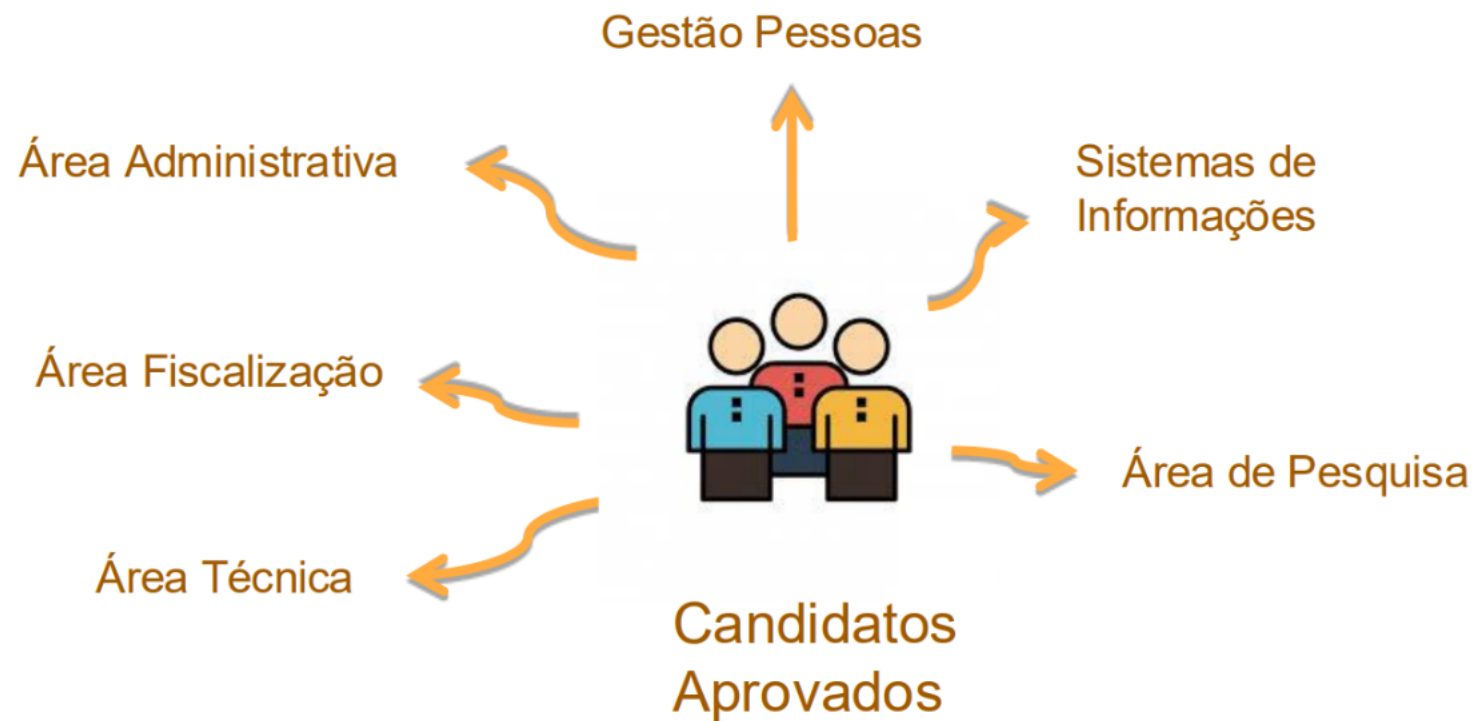 Gestão Pessoas
Área Administrativa
Sistemas de
Informações
Área Fiscalização
Área de Pesquisa
Área Técnica
Candidatos
Aprovados